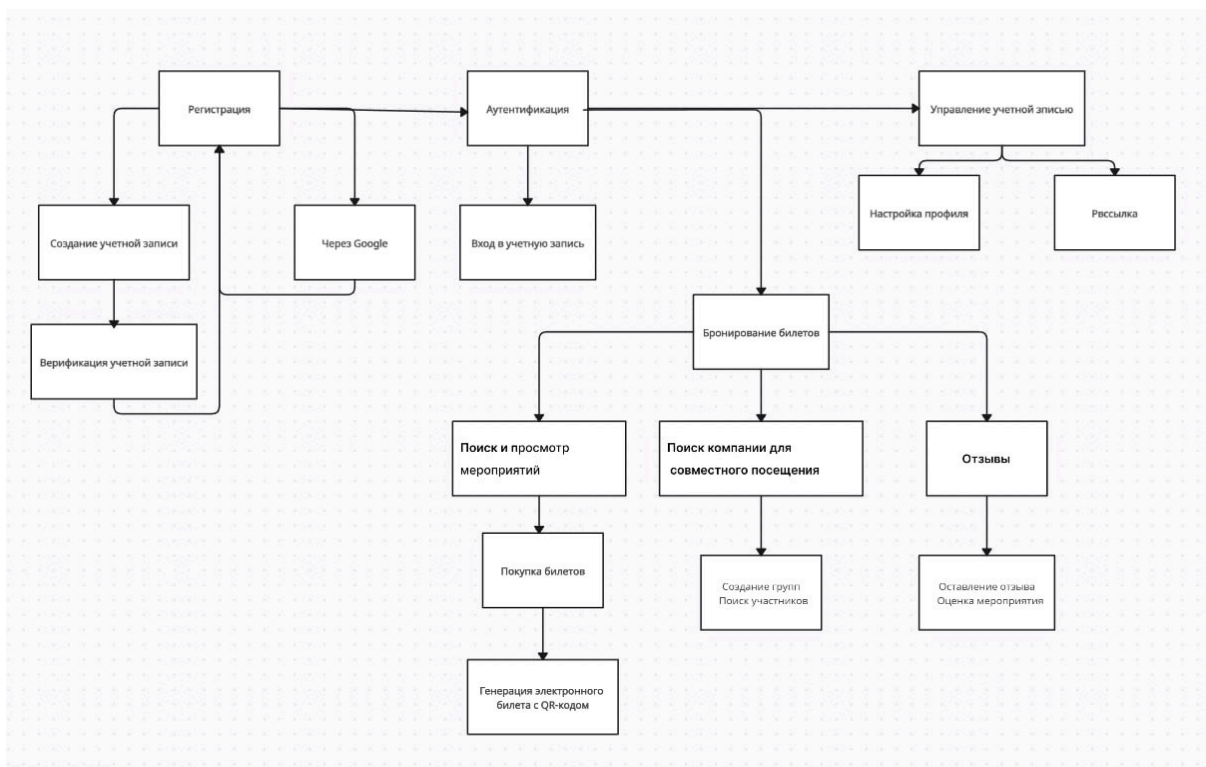 Регистрация
Аутентификация
Управление учетной зписью
Создание учетной записи
Через Google
Вход в учетную запись
Настройка профиля
Рвссылка
Верификация учетной записи
Бронирование билетов
Поиск и просмотр
мероприятий
Поиск компании для
совместного посещения
Отзывы
Покупка билетов
Создание групп
Поиск участников
Оставление отзыва
Оценка мероприятия
Генерация электронного
билета с QR-кодом